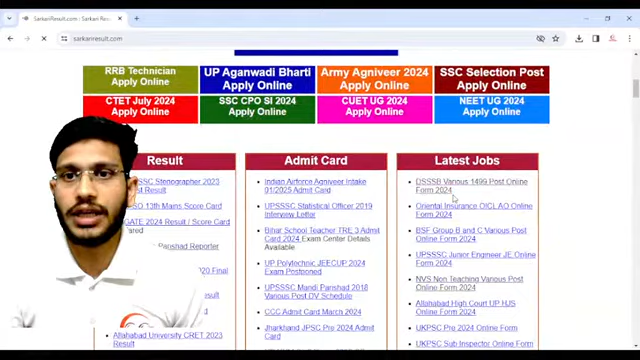 SarkariResult.com : Sarkari Res
sarkariresult.com
RRB Technician
Apply Online
UP Aganwadi Bharti
Apply Online
Army Agniveer 2024
Apply Online
SSC Selection Post
Apply Online
CTET July 2024
Apply Online
SSC CPO SI 2024
Apply Online
CUET UG 2024
Apply Online
NEET UG 2024
Apply Online
Result
SSC Stenographer 2023
Result
SO 13th Mains Score Card
GATE 2024 Result / Score Card
Parishad Reporter
2020 Final
Result
Allahabad University CRET 2023
Result
Admit Card
Indian Airforce Agniveer Intake
01/2025 Admit Card
UPSSSC Statistical Officer 2019
Interview Letter
Bihar School Teacher TRE 3 Admit
Card 2024 Exam Center Details
Available
UP Polytechnic JEECUP 2024
Exam Postponed
UPSSSC Mandi Parishad 2018
Various Post DV Schedule
CCC Admit Card March 2024
Jharkhand JPSC Pre 2024 Admit
Card
Latest Jobs
DSSSB Various 1499 Post Online
Form 2024
Oriental Insurance OICL AO Online
Form 2024
BSF Group B and C Various Post
Online Form 2024
UPSSSC Junior Engineer JE Online
Form 2024
NVS Non Teaching Various Post
Online Form 2024
Allahabad High Court UP HJS
Online Form 2024
UKPSC Pre 2024 Online Form
UKPSC Sub Inspector Online Form